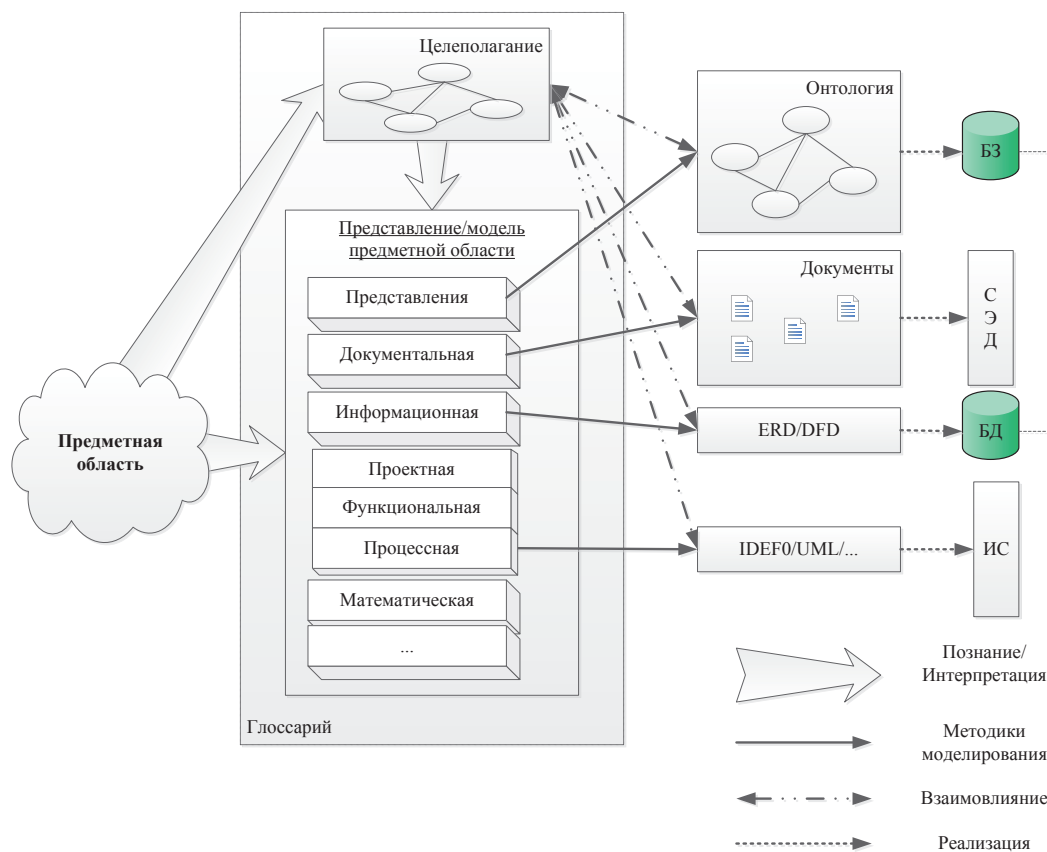 Целеполагание
Онтология
БЗ
Представление/модель
предметной области
Представления
Документальная
Информационная
Проектная
Функциональная
Процессная
Математическая
...
Глоссарий
Предметная
область
Документы
С
Э
Д
ERD/DFD
БД
IDEF0/UML/...
ИС
Познание/
Интерпретация
Методики
моделирования
Взаимовлияние
Реализация